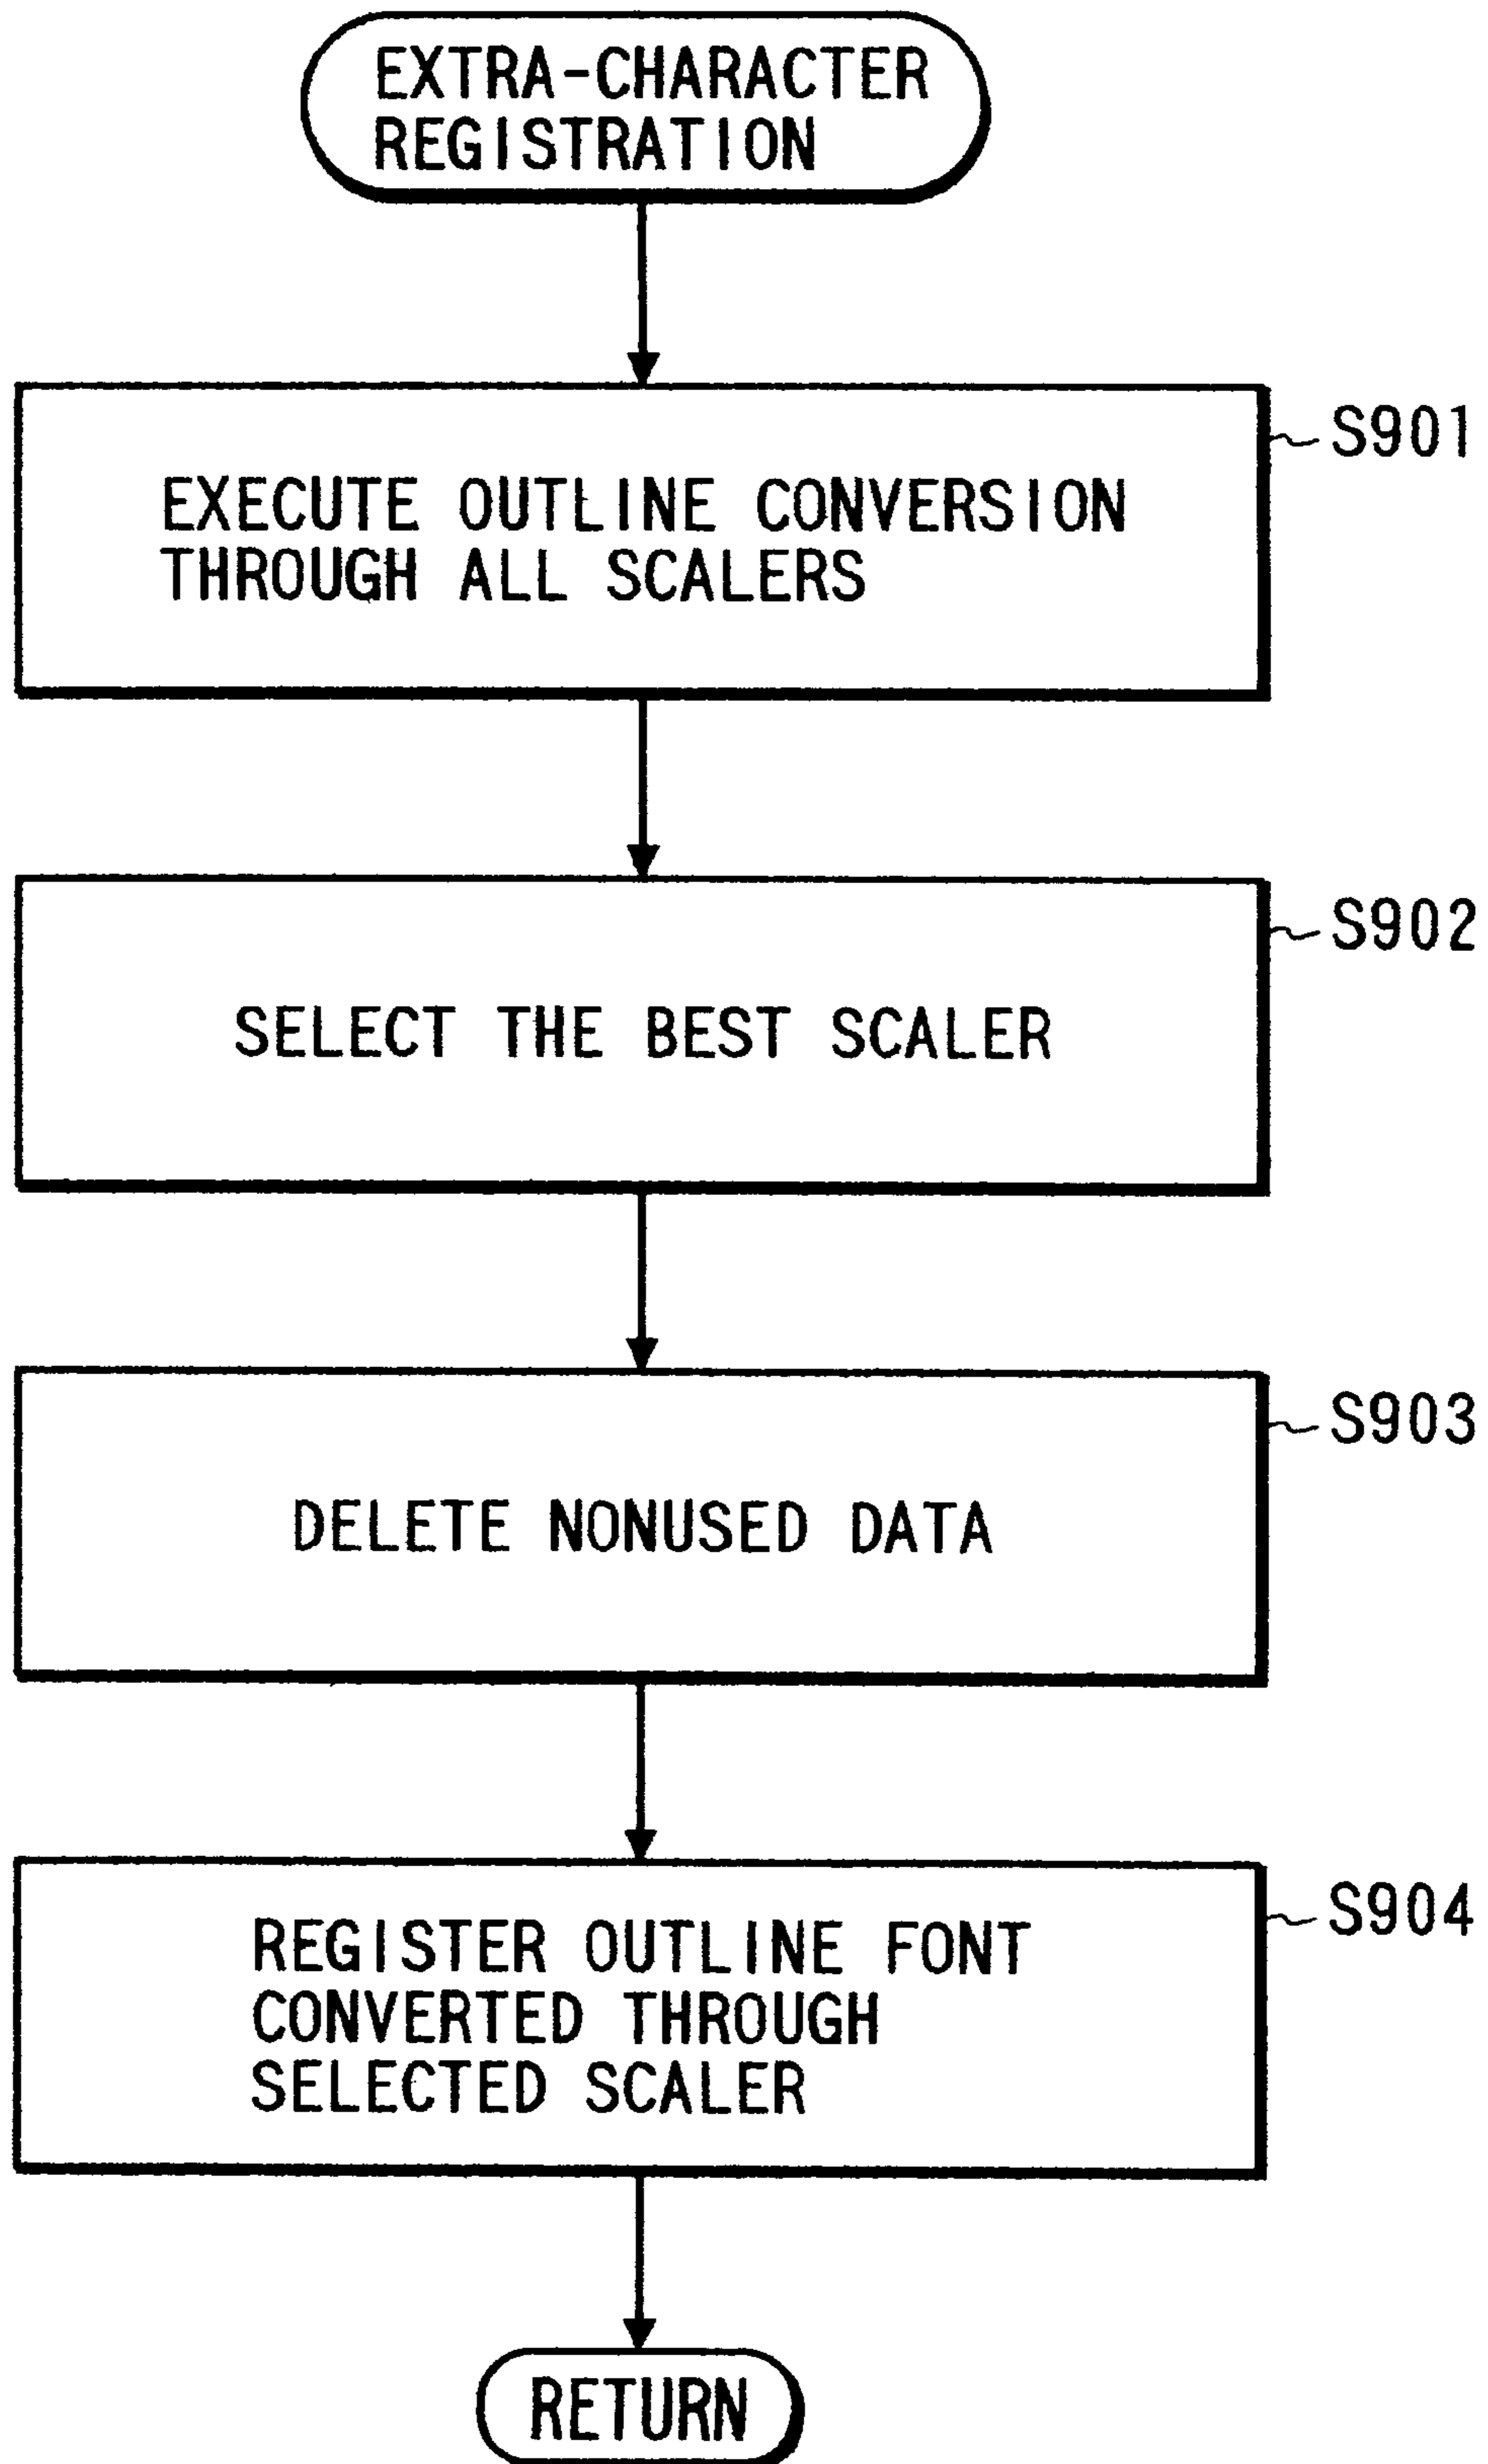 EXTRA-CHARACTER
REGISTRATION
S901
EXECUTE OUTLINE CONVERSION
THROUGH ALL SCALERS
S902
SELECT THE BEST SCALER
S903
DELETE NONUSED DATA
S904
REGISTER OUTLINE FONT
CONVERTED THROUGH
SELECTED SCALER
RETURN